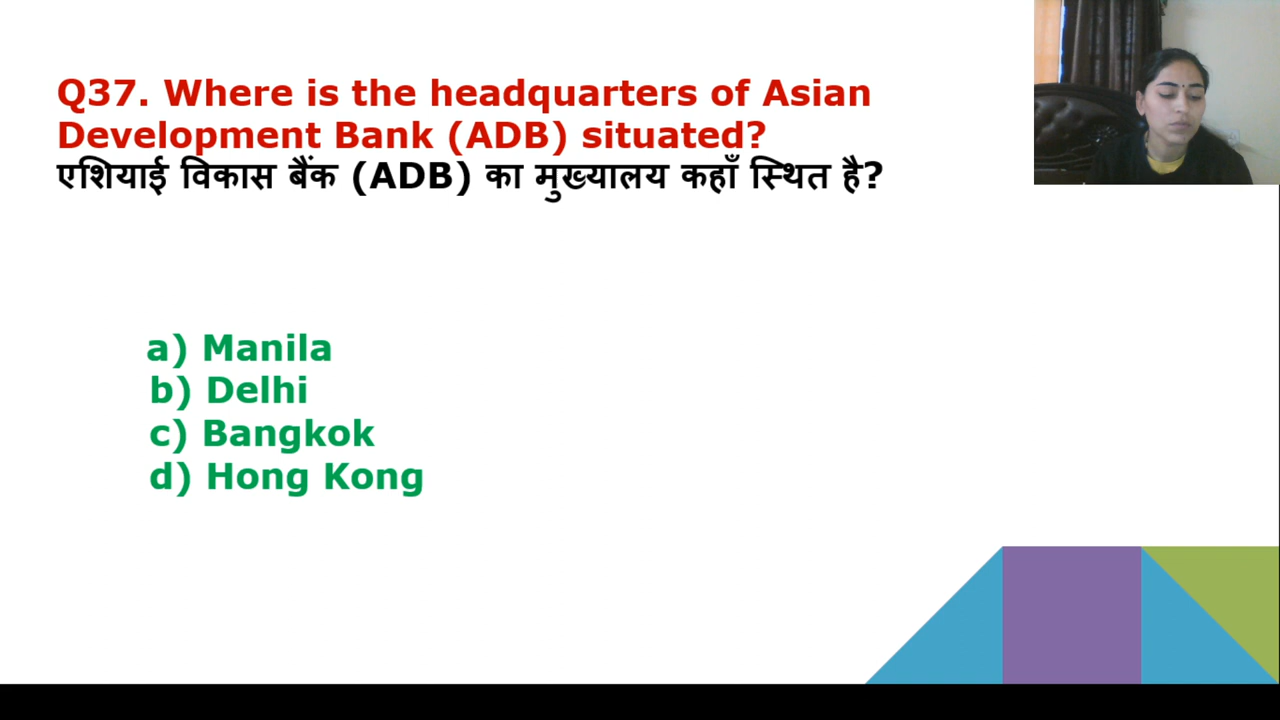 Q37. Where is the headquarters of Asian
Development Bank (ADB) situated?
एशियाई विकास बैंक (ADB) का मुख्यालय कहाँ स्थित है?
a) Manila
b) Delhi
c) Bangkok
d) Hong Kong